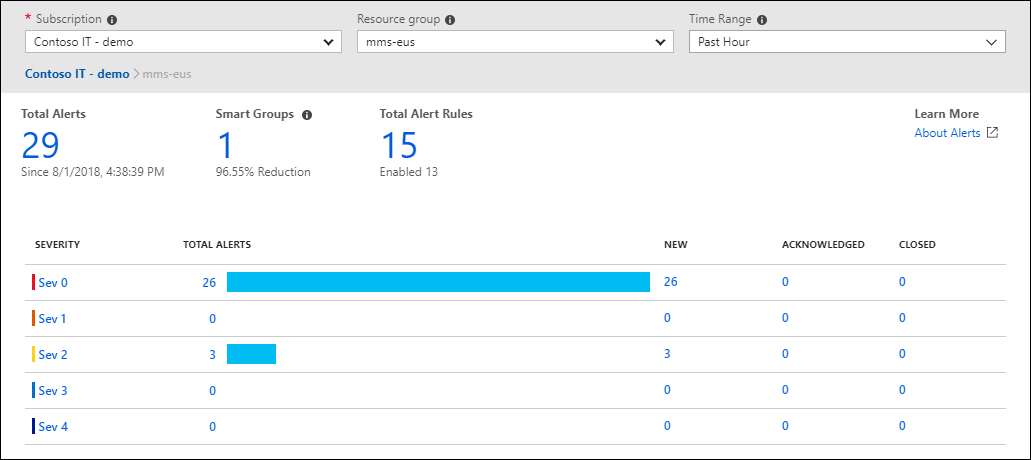 * Subscription
Resource group
Time Range
Contoso IT - demo
mms-eus
Past Hour
Contoso IT - demo > mms-eus
Total Alerts
Smart Groups
Total Alert Rules
Learn More
29
1
15
About Alerts
Since 8/1/2018, 4:38:39 PM
96.55% Reduction
Enabled 13
SEVERITY TOTAL ALERTS NEW ACKNOWLEDGED CLOSED
Sev 0 26 26 0 0
Sev 1 0 0 0 0
Sev 2 3 3 0 0
Sev 3 0 0 0 0
Sev 4 0 0 0 0